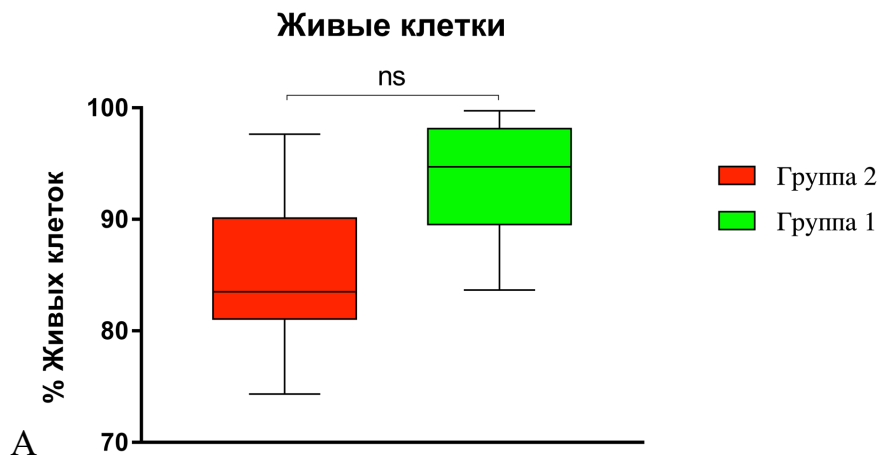 Живые клетки
ns
% Живых клеток
100
90
80
70
Группа 2
Группа 1
A